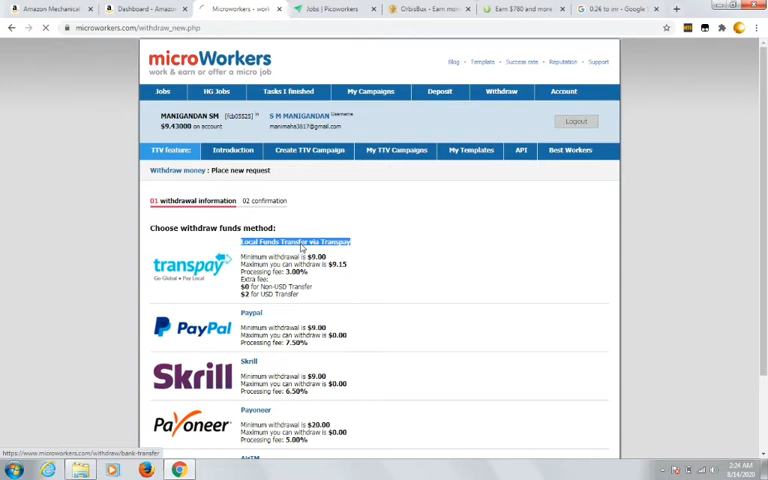 Amazon Mechanical
Dashboard - Amazo
Microworkers - work
Jobs | Picoworkers
OrbisBux - Earn mon
Earn $780 and more
0.26 to inr - Google S
microworkers.com/withdraw_new.php
microWorkers
work & earn or offer a micro job
Blog Template Success rate Reputation Support
Jobs HG Jobs Tasks I finished My Campaigns Deposit Withdraw Account
MANIGANDAN SM
S M MANIGANDAN Username
$9.43000 on account
manimaha3817@gmail.com
Logout
TTV feature: Introduction Create TTV Campaign My TTV Campaigns My Templates API Best Workers
Withdraw money : Place new request
01 withdrawal information 02 confirmation
Choose withdraw funds method:
Local Funds Transfer via Transpay
transpay
Go Global • Pay Local
Minimum withdrawal is $9.00
Maximum you can withdraw is $9.15
Processing fee: 3.00%
Extra fee:
$0 for Non-USD Transfer
$2 for USD Transfer
Paypal
PayPal
Minimum withdrawal is $9.00
Maximum you can withdraw is $0.00
Processing fee: 7.50%
Skrill
Skrill
Minimum withdrawal is $9.00
Maximum you can withdraw is $0.00
Processing fee: 6.50%
Payoneer
Payoneer
Minimum withdrawal is $20.00
Maximum you can withdraw is $0.00
Processing fee: 5.00%
AirTM
https://www.microworkers.com/withdraw/bank-transfer
2:24 AM
8/14/2020